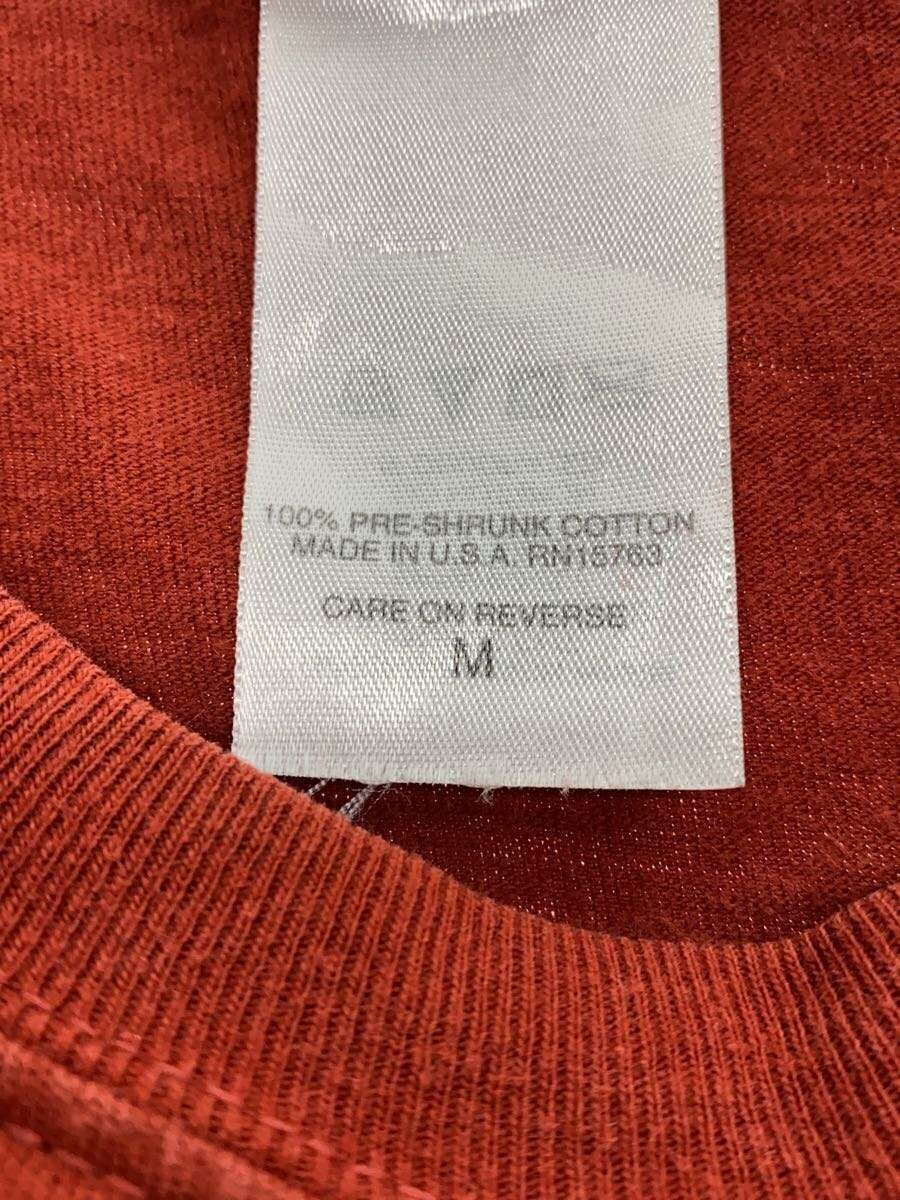 100% PRE-SHRUNK COTTON
MADE IN U.S.A. RN15763
CARE ON REVERSE
M